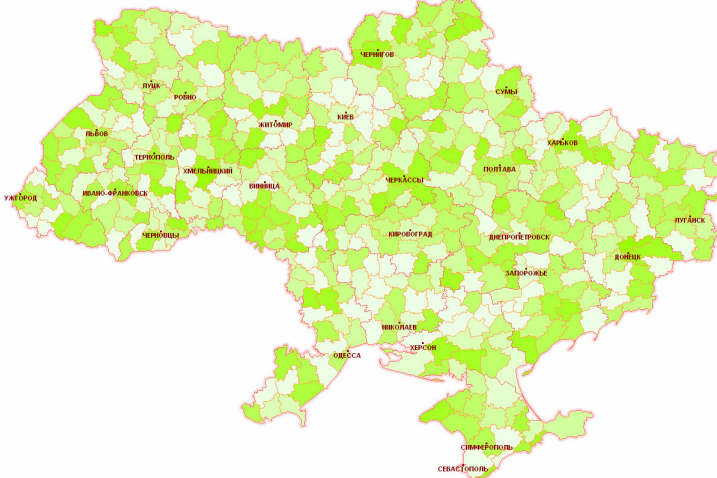 ЧЕРНИГОВ
ЛУЦК
РОВНО
СУМЫ
ЖИТОМИР
КИЕВ
ЛЬВОВ
ХАРЬКОВ
ТЕРНОПОЛЬ
ХМЕЛЬНИЦКИЙ
ПОЛТАВА
ЧЕРКАССЫ
ВИННИЦА
УЖГОРОД
ИВАНО-ФРАНКОВСК
ЛУГАНСК
ЧЕРНОВЦЫ
КИРОВОГРАД
ДНЕПРОПЕТРОВСК
ДОНЕЦК
ЗАПОРОЖЬЕ
НИКОЛАЕВ
ХЕРСОН
ОДЕССА
СИМФЕРОПОЛЬ
СЕВАСТОПОЛЬ